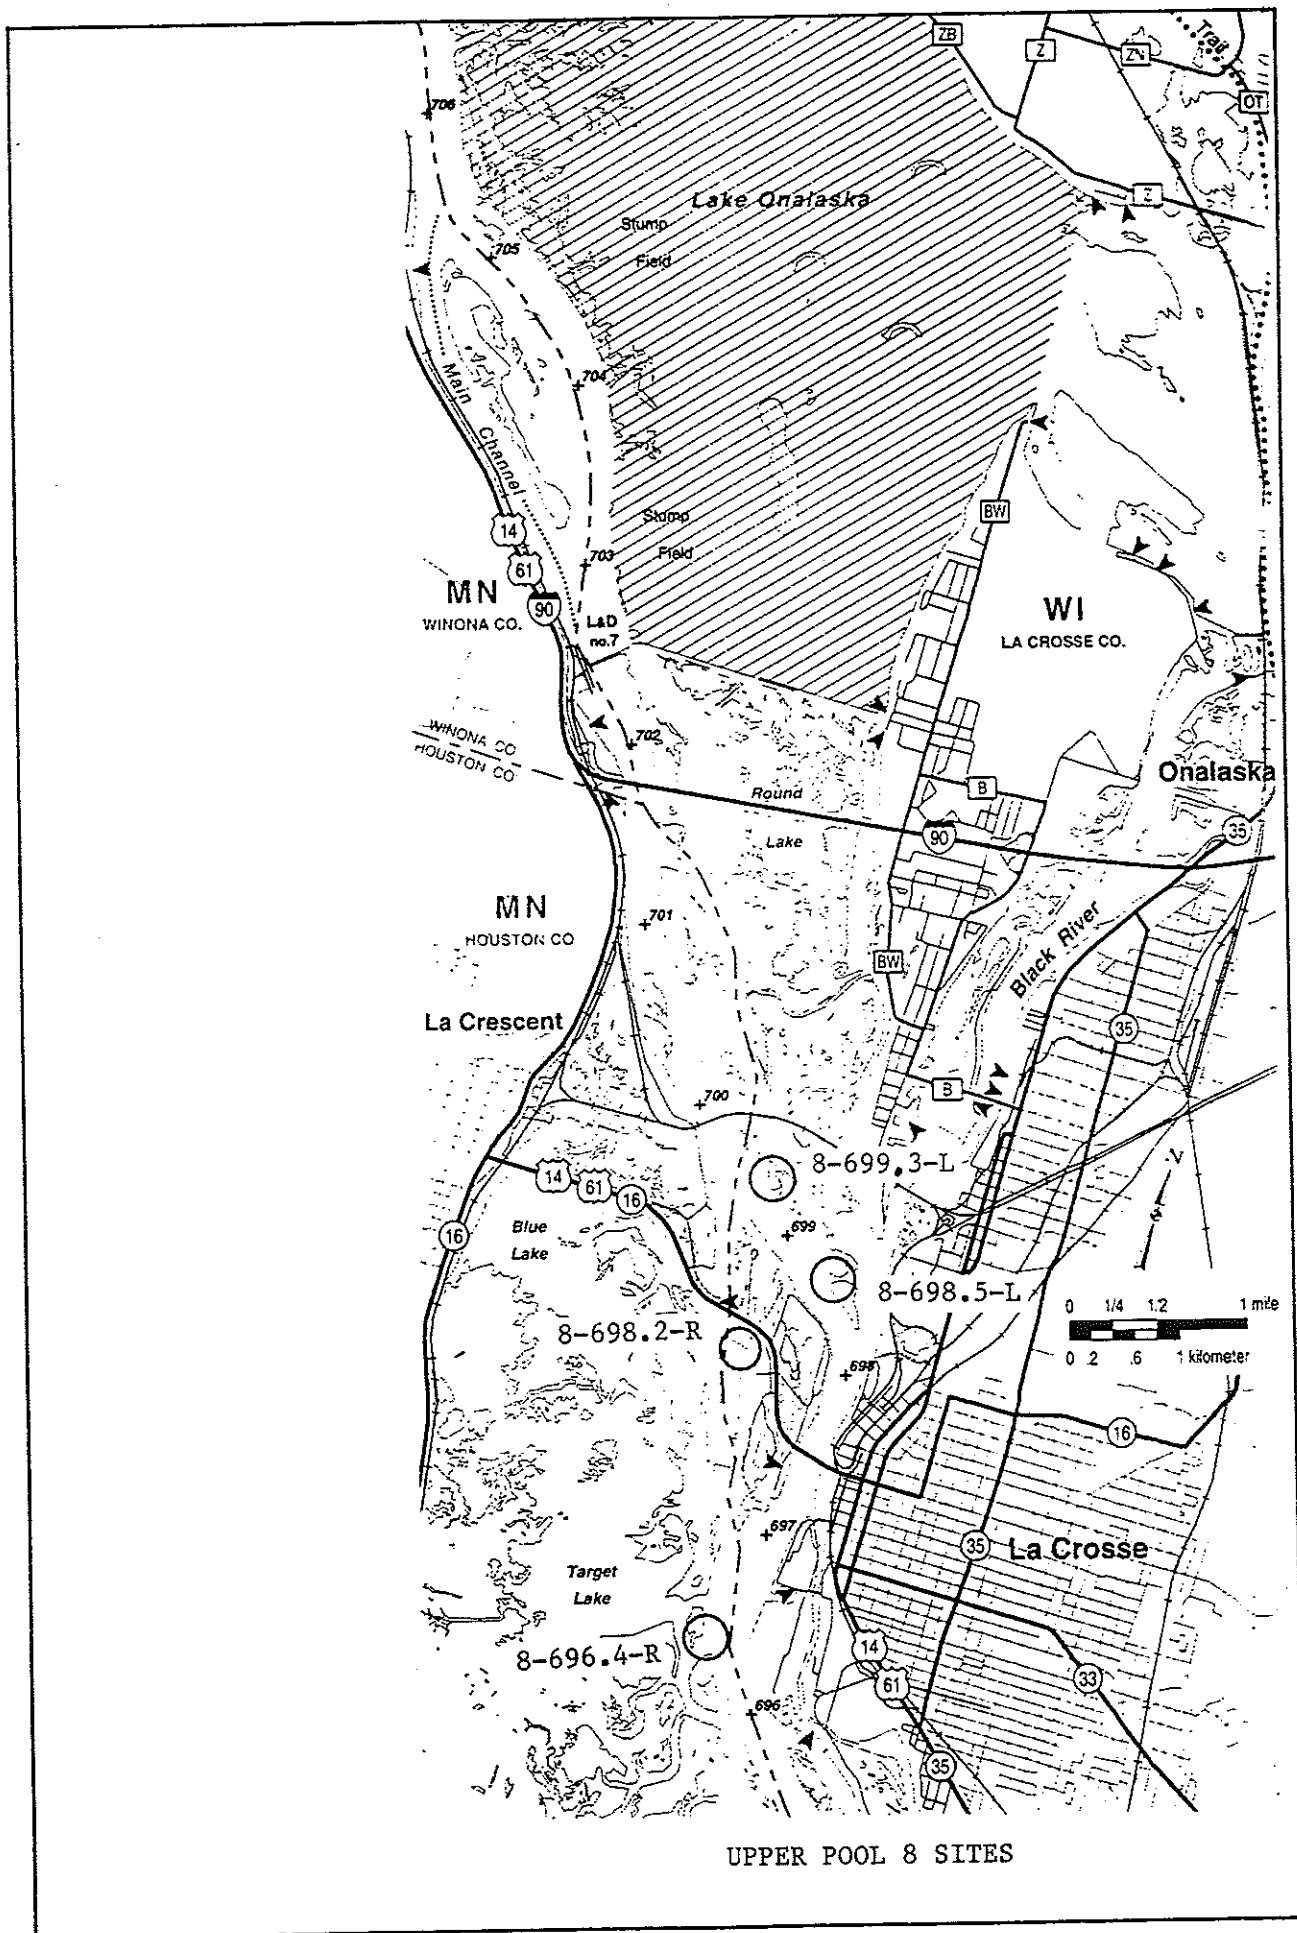 ZB
Z
ZN
Trail
OT
706
Z
Lake Onalaska
Stump
Field
705
704
Main
Channel
BW
14
Stump
Field
61
703
MN
WINONA CO.
90
L&D
no.7
WI
LA CROSSE CO.
WINONA CO
HOUSTON CO
702
Onalaska
Round
B
35
Lake
90
MN
HOUSTON CO
701
Black River
BW
La Crescent
35
700
B
8-699.3-L
14
61
16
16
Blue
Lake
699
8-698.5-L
0 1/4 1.2 1 mile
8-698.2-R
0 .2 .6 1 kilometer
698
16
697
35
La Crosse
Target
Lake
8-696.4-R
14
61
33
696
35
UPPER POOL 8 SITES